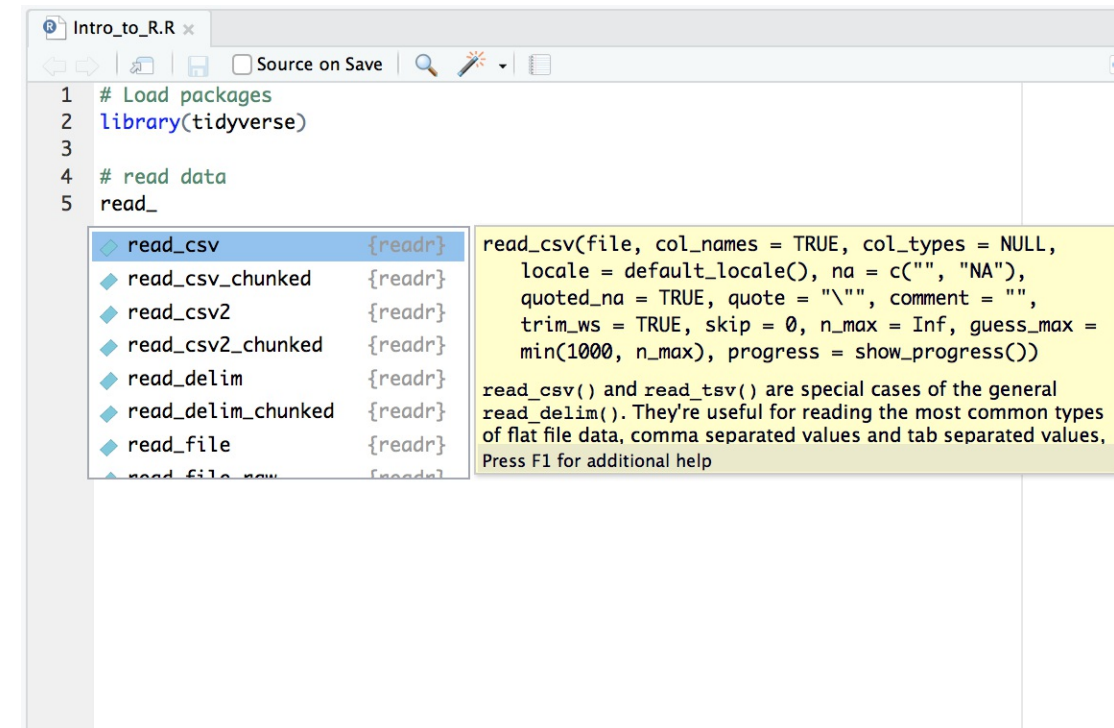 Intro_to_R.R
Source on Save
1 # Load packages
2 library(tidyverse)
3
4 # read data
5 read_
read_csv {readr}
read_csv_chunked {readr}
read_csv2 {readr}
read_csv2_chunked {readr}
read_delim {readr}
read_delim_chunked {readr}
read_file {readr}
read_file_raw {readr}
read_csv(file, col_names = TRUE, col_types = NULL,
locale = default_locale(), na = c("", "NA"),
quoted_na = TRUE, quote = "\"", comment = "",
trim_ws = TRUE, skip = 0, n_max = Inf, guess_max =
min(1000, n_max), progress = show_progress())
read_csv() and read_tsv() are special cases of the general
read_delim(). They're useful for reading the most common types
of flat file data, comma separated values and tab separated values,
Press F1 for additional help